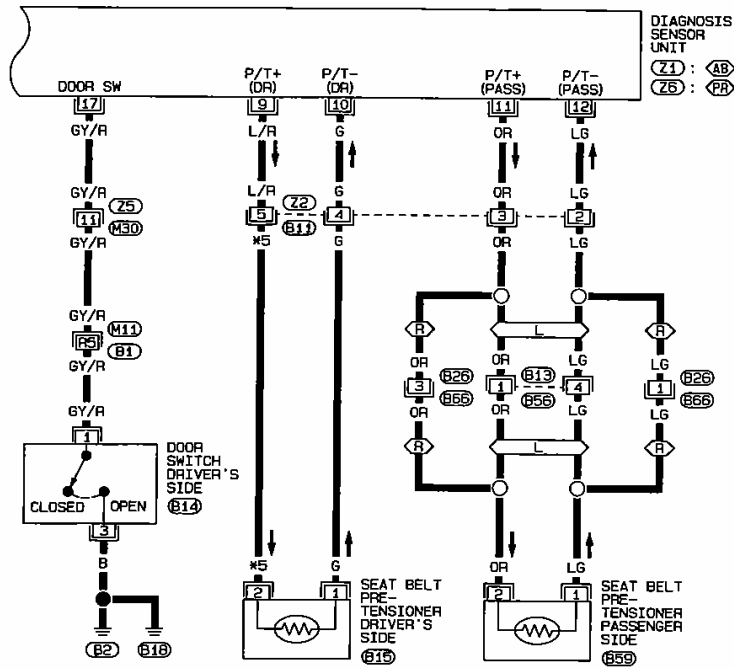 DIAGNOSIS
SENSOR
UNIT
Z1 : AB
Z6 : PR
DOOR SW
P/T+
(DR)
P/T-
(DR)
P/T+
(PASS)
P/T-
(PASS)
17 9 10 11 12
GY/R L/R G OR LG
GY/R L/R G OR LG
11 Z5 M30
5 Z2 B11 4 3 2
GY/R *5 G OR LG
R R
L
GY/R
R5 M11 B1
GY/R
OR OR LG LG
3 B26 B66
1 B13 B56 4
1 B26 B66
OR OR LG LG
R R
L
GY/R
1
DOOR
SWITCH
DRIVER'S
SIDE
B14
CLOSED OPEN
3
B
B2 B18
*5 G OR LG
2 1
SEAT BELT
PRE-
TENSIONER
DRIVER'S
SIDE
B15
2 1
SEAT BELT
PRE-
TENSIONER
PASSENGER
SIDE
B59